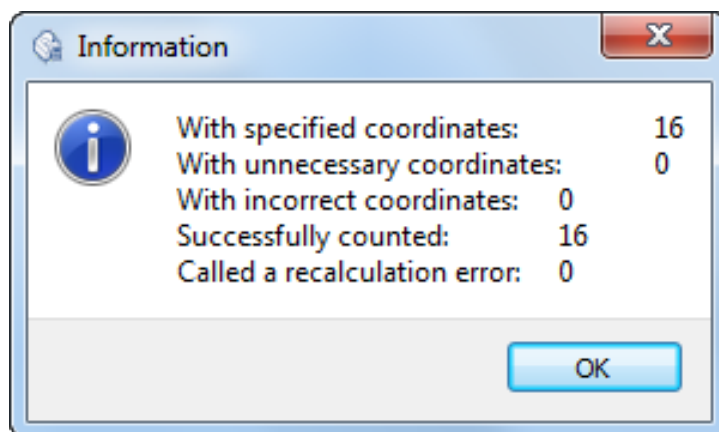 Information
With specified coordinates: 16
With unnecessary coordinates: 0
With incorrect coordinates: 0
Successfully counted: 16
Called a recalculation error: 0
OK